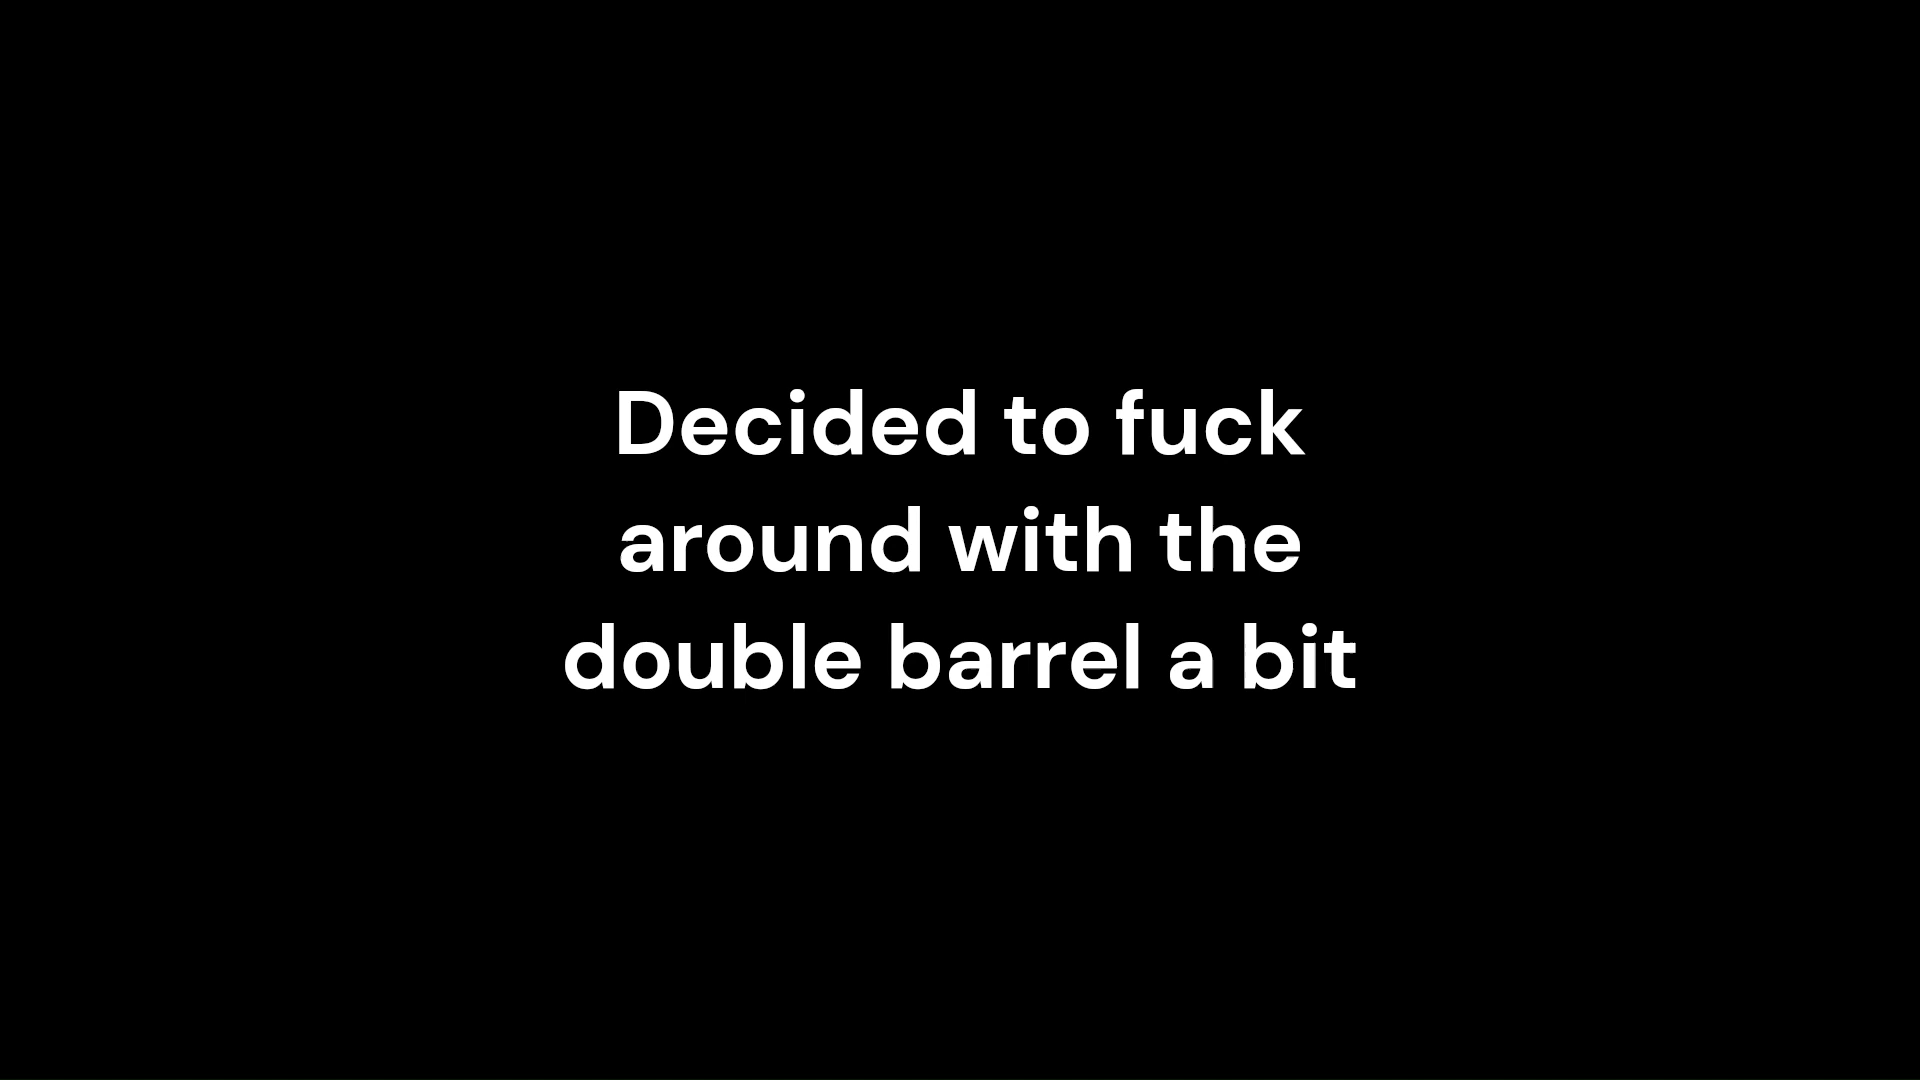 Decided to fuck
around with the
double barrel a bit